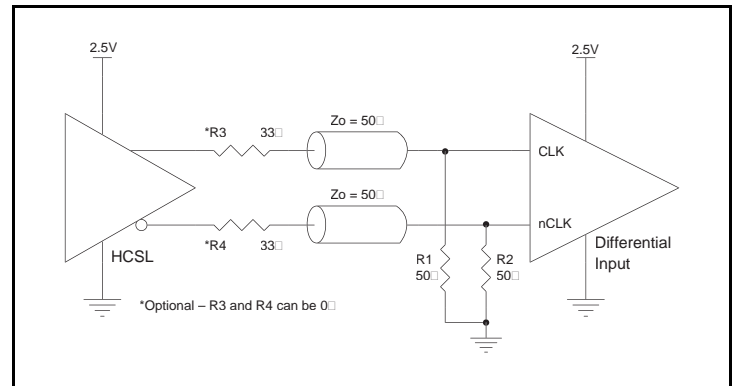 2.5V
2.5V
*R3 33□
Zo = 50□
CLK
Zo = 50□
nCLK
*R4 33□
HCSL
R1
50□
R2
50□
Differential
Input
*Optional – R3 and R4 can be 0□